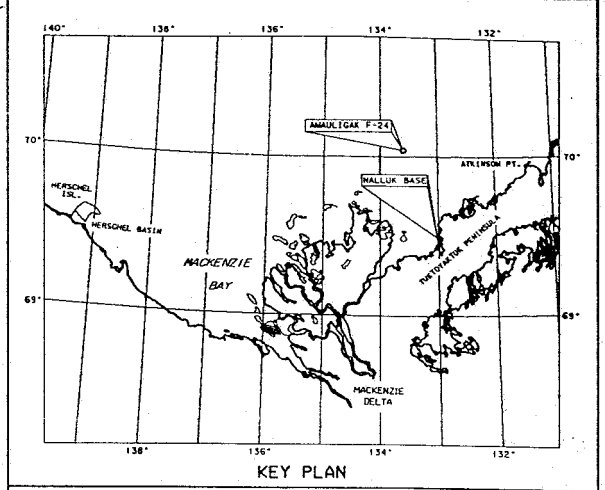 140° 138° 136° 134° 132°
AMAULIGAK F-24
70° 70°
ATKINSON PT.
HERSCHEL
ISL.
MALLUK BASE
HERSCHEL BASIN
TUKTOYAKTUK PENINSULA
MACKENZIE
BAY
69° 69°
MACKENZIE
DELTA
138° 136° 134° 132°
KEY PLAN